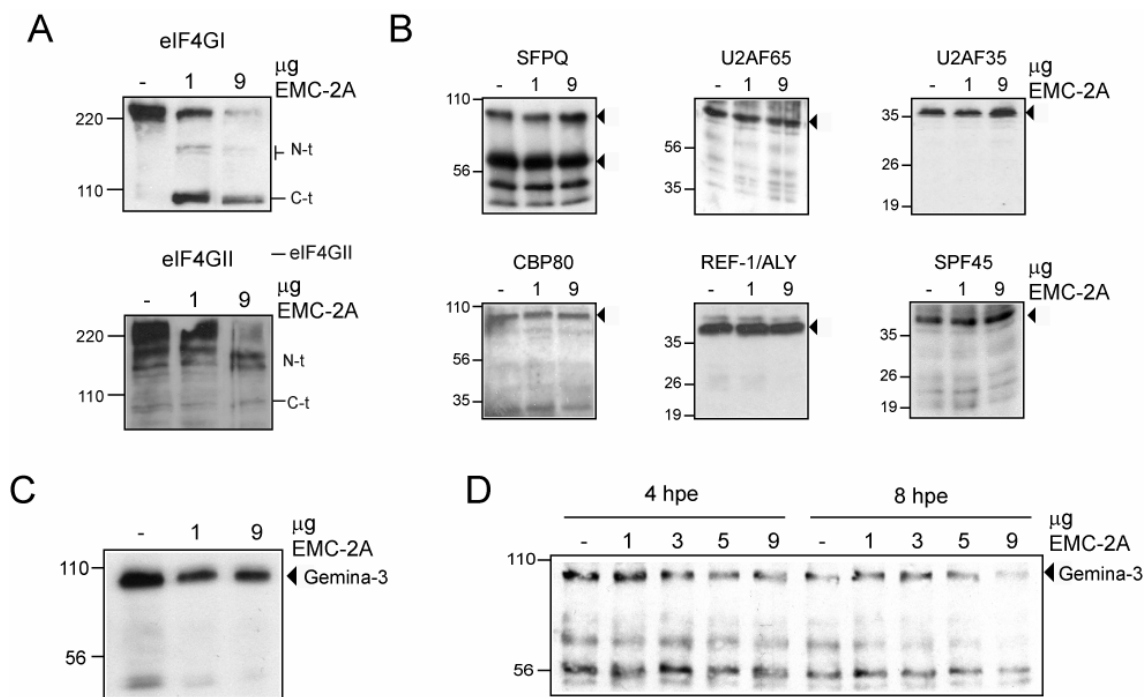 A
eIF4GI
- 1 9 μg EMC-2A
220
N-t
110
C-t
eIF4GII
eIF4GII
- 1 9 μg EMC-2A
220
N-t
110
C-t
B
SFPQ
- 1 9
110
56
U2AF65
- 1 9
56
35
U2AF35
- 1 9 μg EMC-2A
35
26
19
CBP80
- 1 9
110
56
35
REF-1/ALY
- 1 9
35
26
19
SPF45
- 1 9 μg EMC-2A
35
26
19
C
- 1 9 μg EMC-2A
110
Gemina-3
56
D
4 hpe 8 hpe
- 1 3 5 9 - 1 3 5 9 μg EMC-2A
110
Gemina-3
56